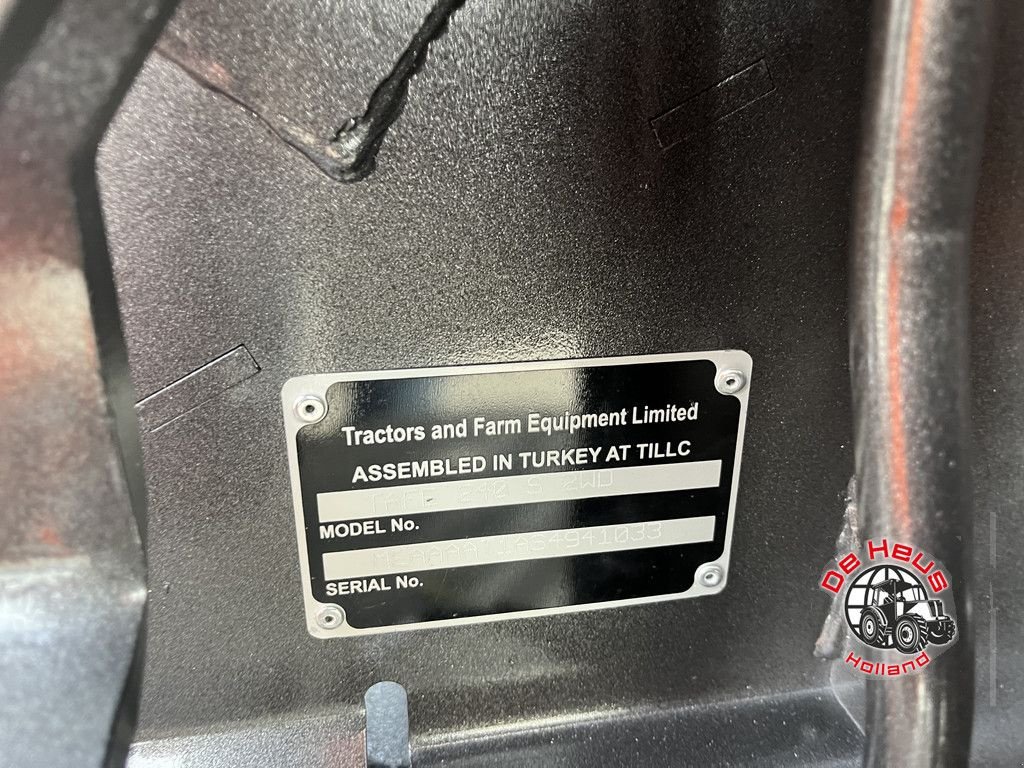 Tractors and Farm Equipment Limited
ASSEMBLED IN TURKEY AT TILLC
240 S 2WD
MODEL No.
SERIAL No.
De Heus
Holland